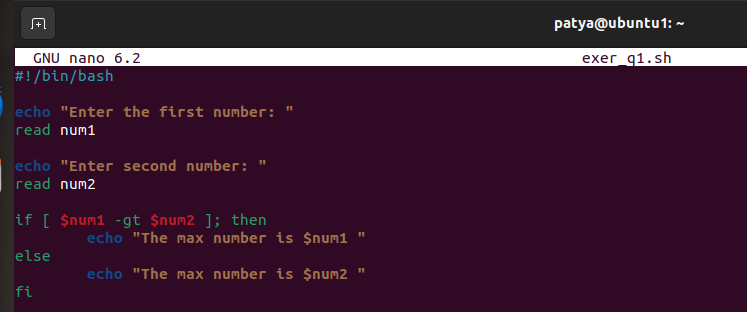 patya@ubuntu1: ~
GNU nano 6.2 exer_q1.sh
#!/bin/bash
echo "Enter the first number: "
read num1
echo "Enter second number: "
read num2
if [ $num1 -gt $num2 ]; then
echo "The max number is $num1 "
else
echo "The max number is $num2 "
fi